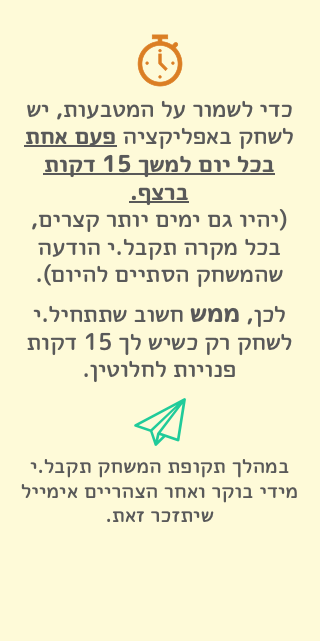 כדי לשמור על המטבעות, יש
לשחק באפליקציה פעם אחת
בכל יום למשך 15 דקות
ברצף.
(יהיו גם ימים יותר קצרים,
בכל מקרה תקבל.י הודעה
שהמשחק הסתיים להיום).
לכן, ממש חשוב שתתחיל.י
לשחק רק כשיש לך 15 דקות
פנויות לחלוטין.
במהלך תקופת המשחק תקבל.י
מידי בוקר ואחר הצהריים אימייל
שיתזכר זאת.